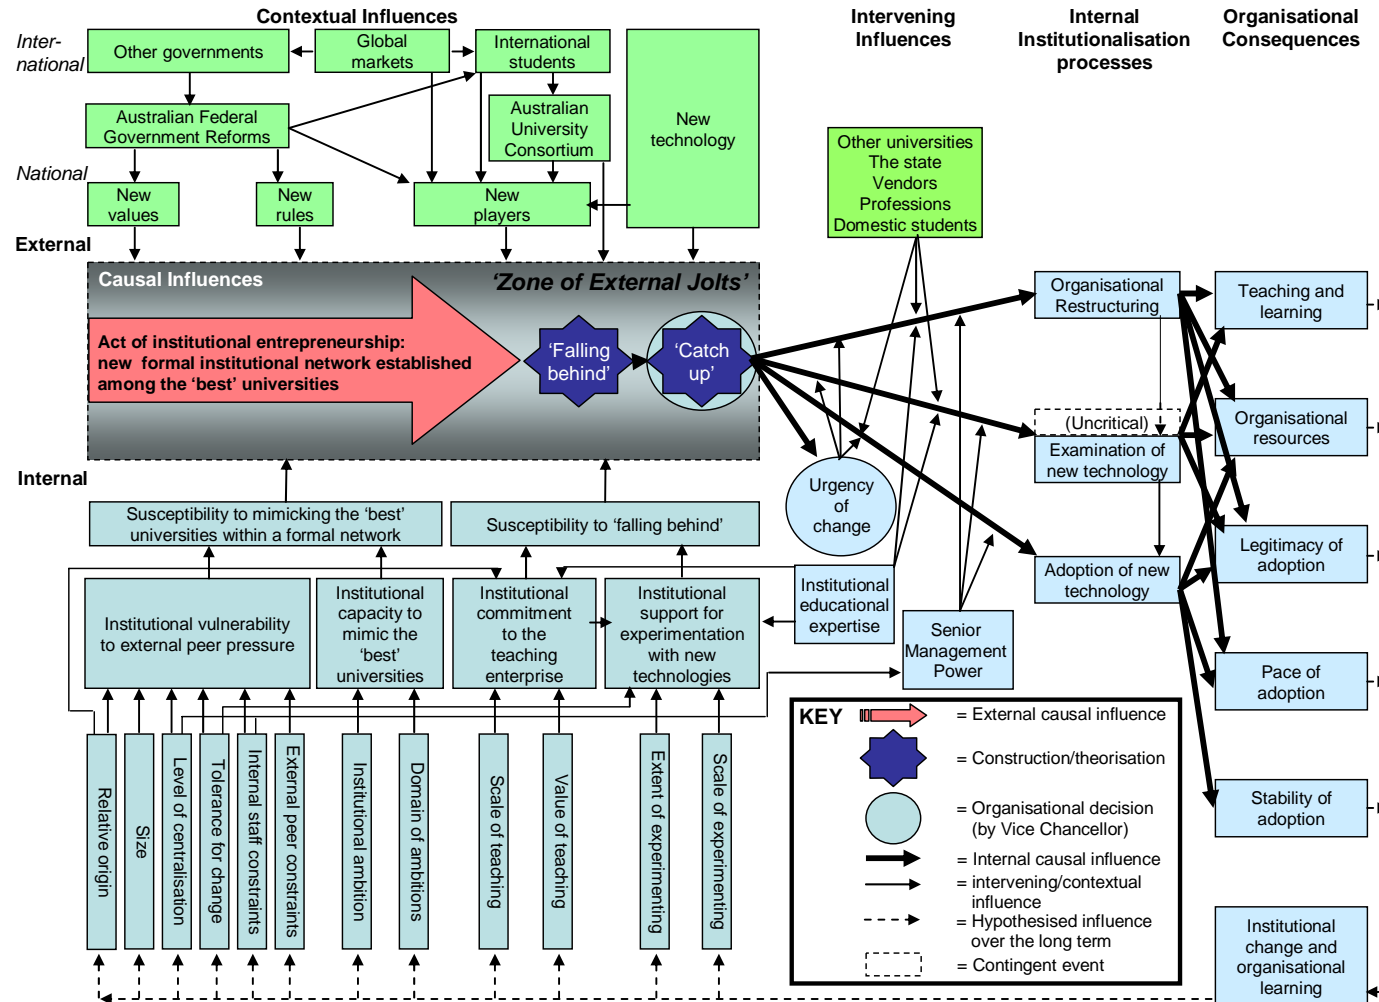 Contextual Influences
Intervening
Influences
Internal
Institutionalisation
processes
Organisational
Consequences
Inter-
national
Other governments
Global
markets
International
students
New
technology
Australian Federal
Government Reforms
Australian
University
Consortium
National
New
values
New
rules
New
players
Other universities
The state
Vendors
Professions
Domestic students
External
Causal Influences
'Zone of External Jolts'
Act of institutional entrepreneurship:
new formal institutional network established
among the 'best' universities
'Falling
behind'
'Catch
up'
Organisational
Restructuring
Teaching and
learning
(Uncritical)
Examination of
new technology
Organisational
resources
Internal
Urgency
of
change
Susceptibility to mimicking the 'best'
universities within a formal network
Susceptibility to 'falling behind'
Legitimacy of
adoption
Adoption of new
technology
Institutional vulnerability
to external peer pressure
Institutional
capacity to
mimic the
'best'
universities
Institutional
commitment
to the
teaching
enterprise
Institutional
support for
experimentation
with new
technologies
Institutional
educational
expertise
Senior
Management
Power
Pace of
adoption
Stability of
adoption
Relative origin
Size
Level of centralisation
Tolerance for change
Internal staff constraints
External peer constraints
Institutional ambition
Domain of ambitions
Scale of teaching
Value of teaching
Extent of experimenting
Scale of experimenting
KEY
= External causal influence
= Construction/theorisation
= Organisational decision
(by Vice Chancellor)
= Internal causal influence
= intervening/contextual
influence
= Hypothesised influence
over the long term
= Contingent event
Institutional
change and
organisational
learning